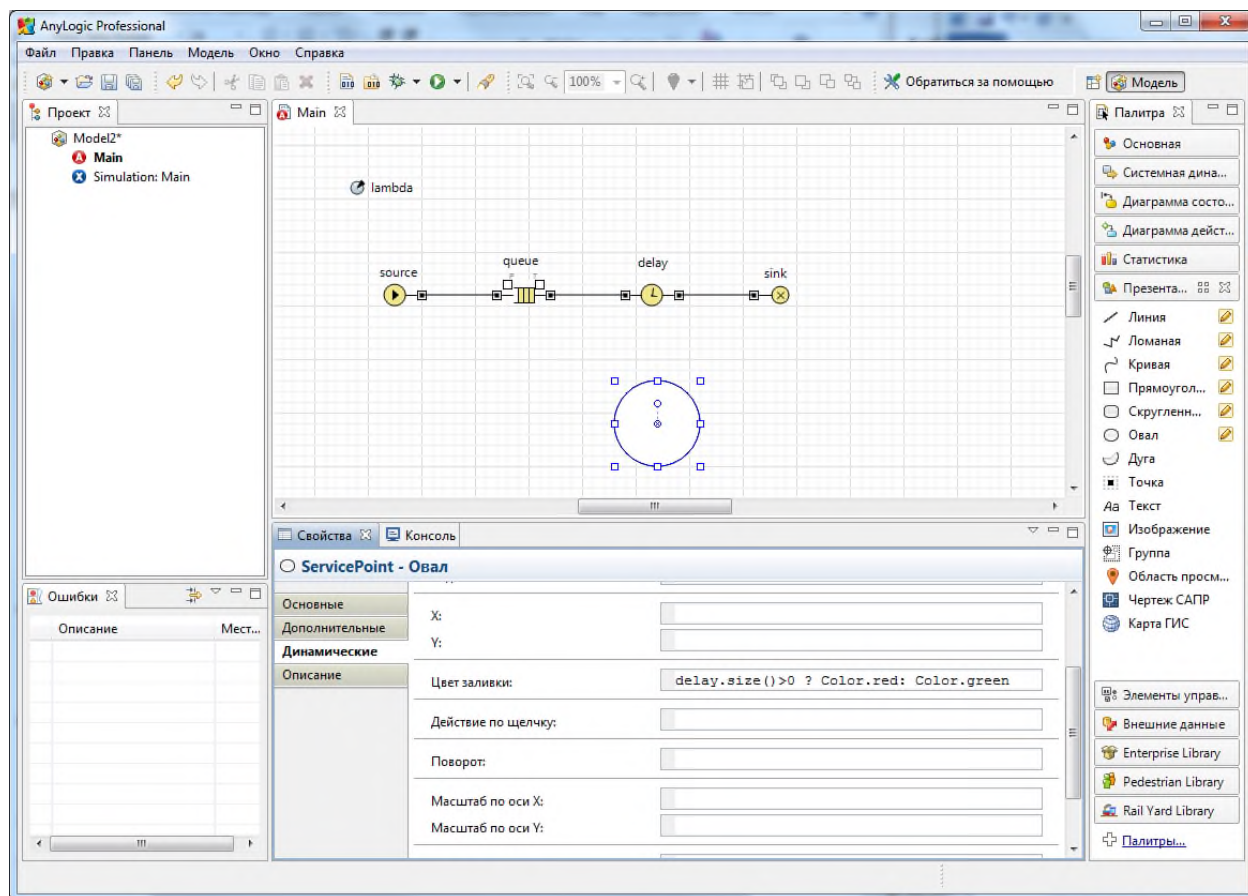 AnyLogic Professional
Файл Правка Панель Модель Окно Справка
100% Обратиться за помощью Модель
Проект
Model2*
Main
Simulation: Main
Main
lambda
source
queue
delay
sink
Палитра
Основная
Системная дина...
Диаграмма состо...
Диаграмма дейст...
Статистика
Презента...
Линия
Ломаная
Кривая
Прямоугол...
Скругленн...
Овал
Дуга
Точка
Aa Текст
Изображение
Группа
Область просм...
Чертеж САПР
Карта ГИС
Элементы управ...
Внешние данные
Enterprise Library
Pedestrian Library
Rail Yard Library
Палитры...
Ошибки
Описание Мест...
Свойства Консоль
ServicePoint - Овал
Основные
Дополнительные
Динамические
Описание
X:
Y:
Цвет заливки: delay.size()>0 ? Color.red: Color.green
Действие по щелчку:
Поворот:
Масштаб по оси X:
Масштаб по оси Y: